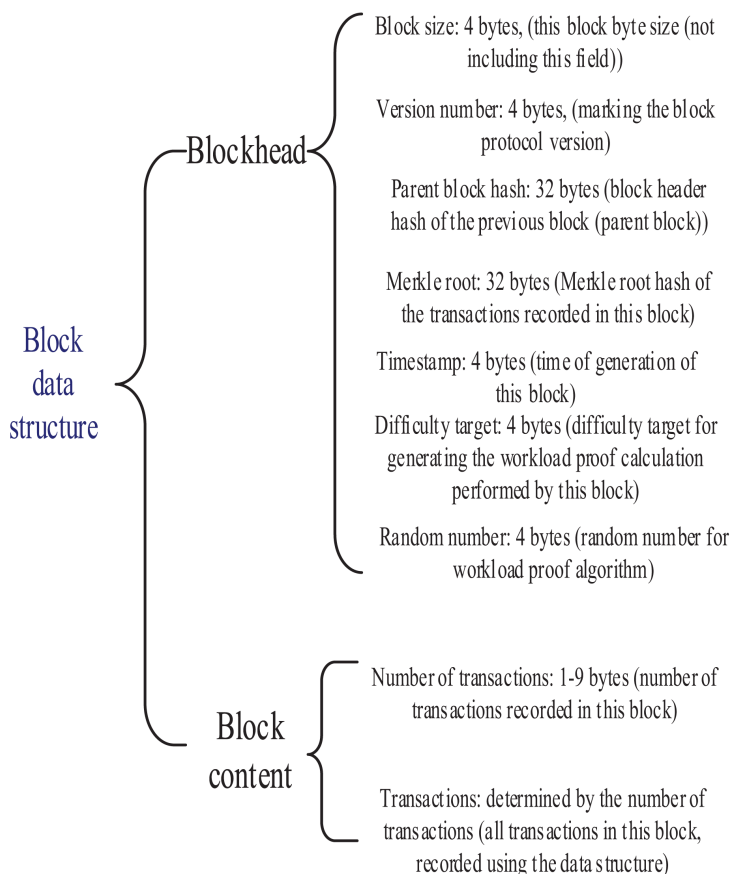 Block
data
structure
Blockhead
Block size: 4 bytes, (this block byte size (not
including this field))
Version number: 4 bytes, (marking the block
protocol version)
Parent block hash: 32 bytes (block header
hash of the previous block (parent block))
Merkle root: 32 bytes (Merkle root hash of
the transactions recorded in this block)
Timestamp: 4 bytes (time of generation of
this block)
Difficulty target: 4 bytes (difficulty target for
generating the workload proof calculation
performed by this block)
Random number: 4 bytes (random number for
workload proof algorithm)
Block
content
Number of transactions: 1-9 bytes (number of
transactions recorded in this block)
Transactions: determined by the number of
transactions (all transactions in this block,
recorded using the data structure)